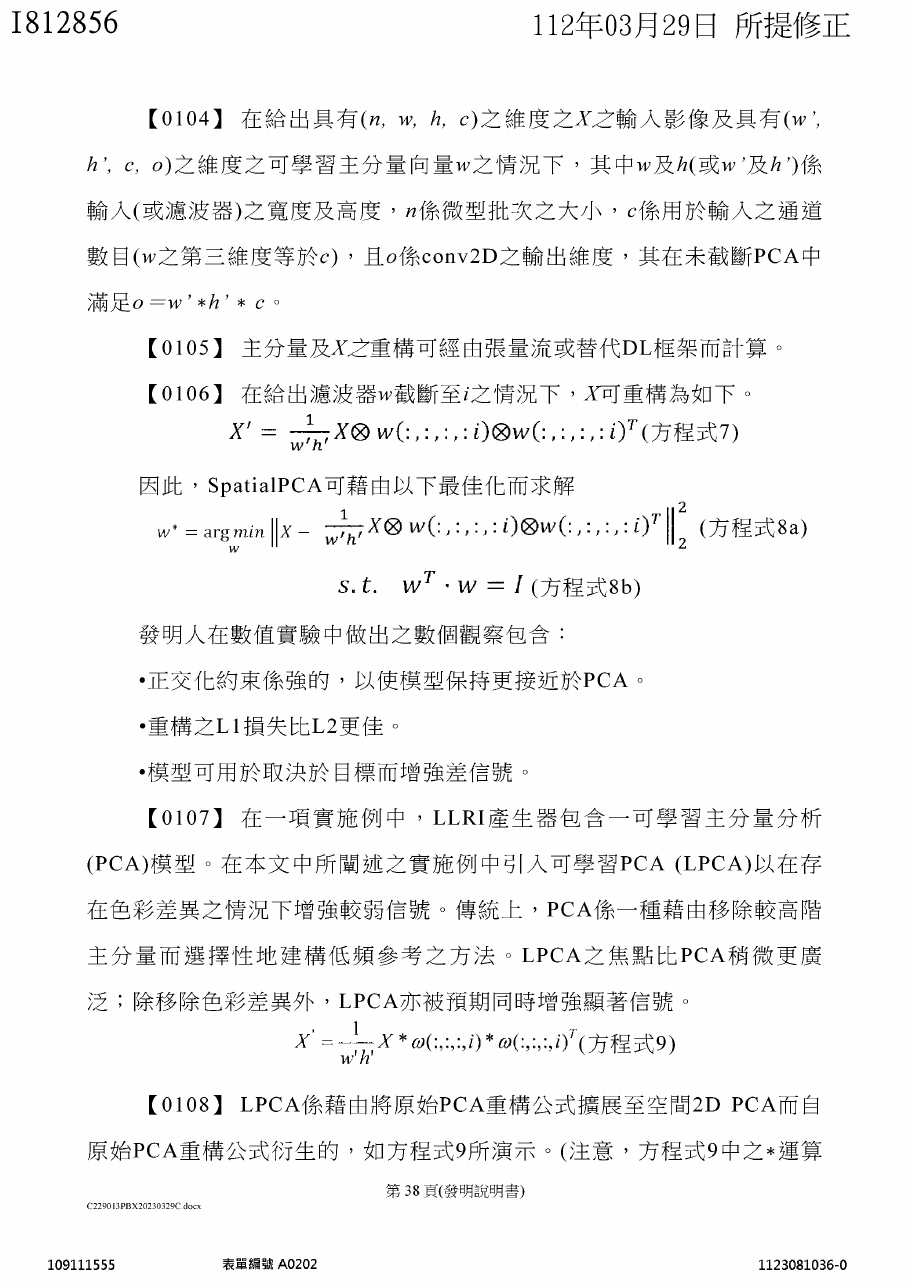 I812856
112年03月29日 所提修正
【0104】 在給出具有(n, w, h, c)之維度之X之輸入影像及具有(w’,
h’, c, o)之維度之可學習主分量向量w之情況下，其中w及h(或w’及h’)係
輸入(或濾波器)之寬度及高度，n係微型批次之大小，c係用於輸入之通道
數目(w之第三維度等於c)，且o係conv2D之輸出維度，其在未截斷PCA中
滿足o＝w’*h’* c。
【0105】 主分量及X之重構可經由張量流或替代DL框架而計算。
【0106】 在給出濾波器w截斷至i之情況下，X可重構為如下。
X′ = 1/w′h′ X⊗ w(:,:,:,:i)⊗w(:,:,:,:i)^T (方程式7)
因此，SpatialPCA可藉由以下最佳化而求解
w* = arg min_w ‖X − 1/w′h′ X⊗ w(:,:,:,:i)⊗w(:,:,:,:i)^T‖₂² (方程式8a)
s.t. w^T · w = I (方程式8b)
發明人在數值實驗中做出之數個觀察包含：
•正交化約束係強的，以使模型保持更接近於PCA。
•重構之L1損失比L2更佳。
•模型可用於取決於目標而增強差信號。
【0107】 在一項實施例中，LLRI產生器包含一可學習主分量分析
(PCA)模型。在本文中所闡述之實施例中引入可學習PCA (LPCA)以在存
在色彩差異之情況下增強較弱信號。傳統上，PCA係一種藉由移除較高階
主分量而選擇性地建構低頻參考之方法。LPCA之焦點比PCA稍微更廣
泛；除移除色彩差異外，LPCA亦被預期同時增強顯著信號。
X' = 1/w'h' X * ω(:,:,:,i) * ω(:,:,:,i)^T (方程式9)
【0108】 LPCA係藉由將原始PCA重構公式擴展至空間2D PCA而自
原始PCA重構公式衍生的，如方程式9所演示。(注意，方程式9中之*運算
第 38 頁(發明說明書)
C229013PBX20230329C.docx
109111555 表單編號 A0202 1123081036-0